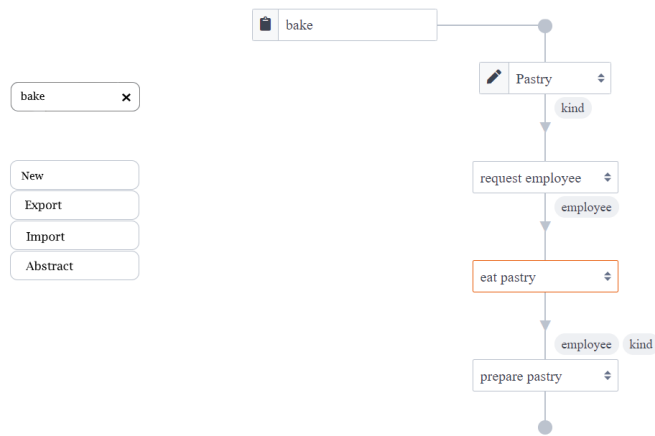 bake
Pastry
bake
kind
New
request employee
Export
employee
Import
Abstract
eat pastry
employee kind
prepare pastry